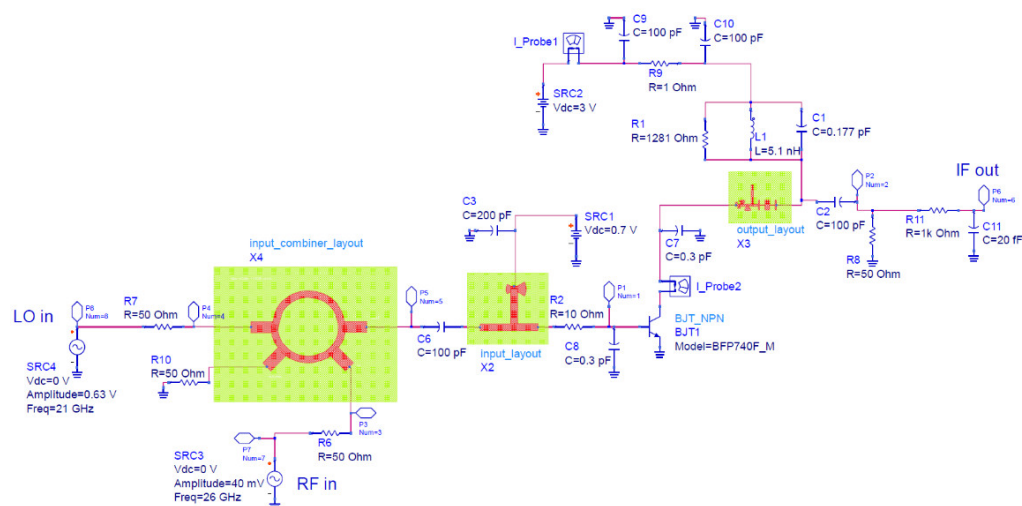 C9
C=100 pF
C10
C=100 pF
I_Probe1
R9
R=1 Ohm
SRC2
Vdc=3 V
R1
R=1281 Ohm
L1
L=5.1 nH
C1
C=0.177 pF
P2
Num=2
IF out
P6
Num=6
C3
C=200 pF
SRC1
Vdc=0.7 V
output_layout
X3
C2
C=100 pF
R11
R=1k Ohm
C11
C=20 fF
R8
R=50 Ohm
C7
C=0.3 pF
I_Probe2
input_combiner_layout
X4
LO in
P8
Num=8
R7
R=50 Ohm
P4
Num=4
P5
Num=5
C6
C=100 pF
Input_layout
X2
R2
R=10 Ohm
P1
Num=1
C8
C=0.3 pF
BJT_NPN
BJT1
Model=BFP740F_M
SRC4
Vdc=0 V
Amplitude=0.63 V
Freq=21 GHz
R10
R=50 Ohm
P3
Num=3
P7
Num=7
R6
R=50 Ohm
SRC3
Vdc=0 V
Amplitude=40 mV
Freq=26 GHz
RF in